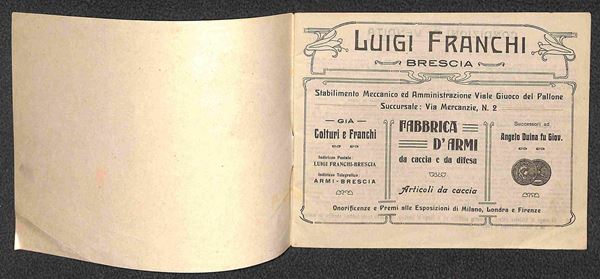 LUIGI FRANCHI
BRESCIA
Stabilimento Meccanico ed Amministrazione Viale Giuoco del Pallone
Succursale: Via Mercanzie, N. 2
GIÀ
Colturi e Franchi
Indirizzo Postale:
LUIGI FRANCHI-BRESCIA
Indirizzo Telegrafico:
ARMI-BRESCIA
FABBRICA
D'ARMI
da caccia e da difesa
Articoli da caccia
Successori ad
Angelo Duina fu Giov.
Onorificenze e Premi alle Esposizioni di Milano, Londra e Firenze